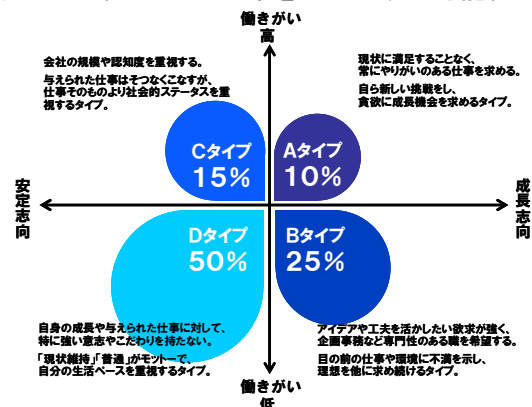 働きがい
高
会社の規模や認知度を重視する。
与えられた仕事はそつなくこなすが、
仕事そのものより社会的ステータスを重
視するタイプ。
現状に満足することなく、
常にやりがいのある仕事を求める。
自ら新しい挑戦をし、
貪欲に成長機会を求めるタイプ。
Cタイプ
15%
Aタイプ
10%
安定志向
成長志向
Dタイプ
50%
Bタイプ
25%
自身の成長や与えられた仕事に対して、
特に強い意志やこだわりを持たない。
「現状維持」「普通」がモットーで、
自分の生活ペースを重視するタイプ。
アイデアや工夫を活かしたい欲求が強く、
企画事務など専門性のある職を希望する。
目の前の仕事や環境に不満を示し、
理想を他に求め続けるタイプ。
働きがい
低